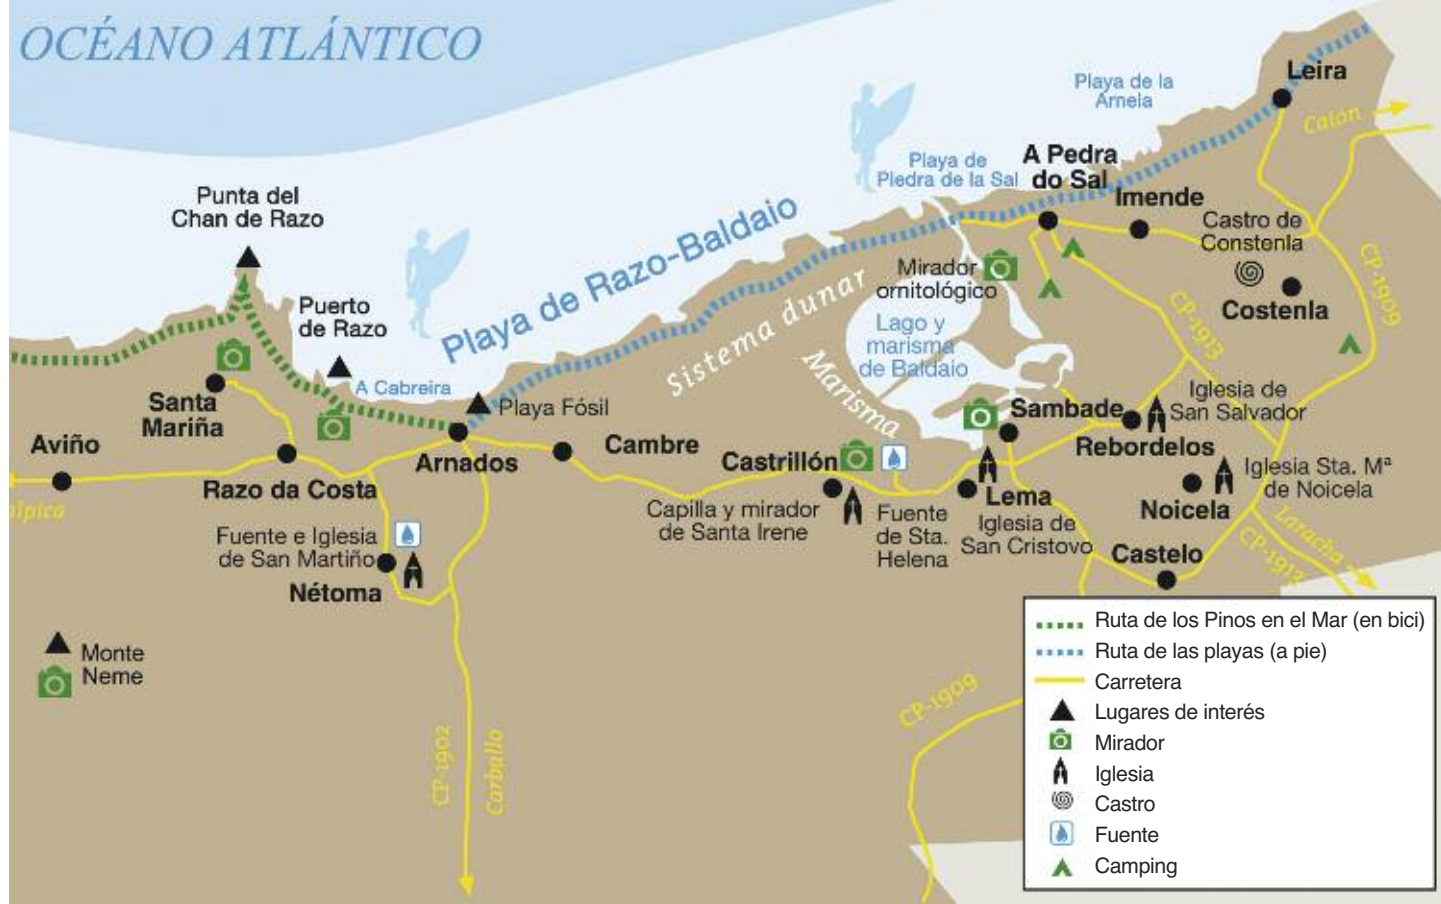 OCÉANO ATLÁNTICO
Leira
Playa de la
Arnela
Calón
Playa de
Piedra de la Sal
A Pedra
do Sal
Imende
Punta del
Chan de Razo
Castro de
Constenla
Playa de Razo-Baldaio
Mirador
ornitológico
Sistema dunar
Puerto
de Razo
Costenla
CP-1909
CP-1913
Lago y
marisma
de Baldaio
Marisma
A Cabreira
Santa
Mariña
Playa Fósil
Iglesia de
San Salvador
Sambade
Rebordelos
Aviño
Razo da Costa
Arnados
Cambre
Castrillón
Capilla y mirador
de Santa Irene
Fuente
de Sta.
Helena
Lema
Iglesia de
San Cristovo
Noicela
Iglesia Sta. Mª
de Noicela
alpica
Fuente e Iglesia
de San Martiño
Nétoma
Castelo
Laracha
CP-1913
Monte
Neme
CP-1902
Carballo
CP-1909
Ruta de los Pinos en el Mar (en bici)
Ruta de las playas (a pie)
Carretera
Lugares de interés
Mirador
Iglesia
Castro
Fuente
Camping